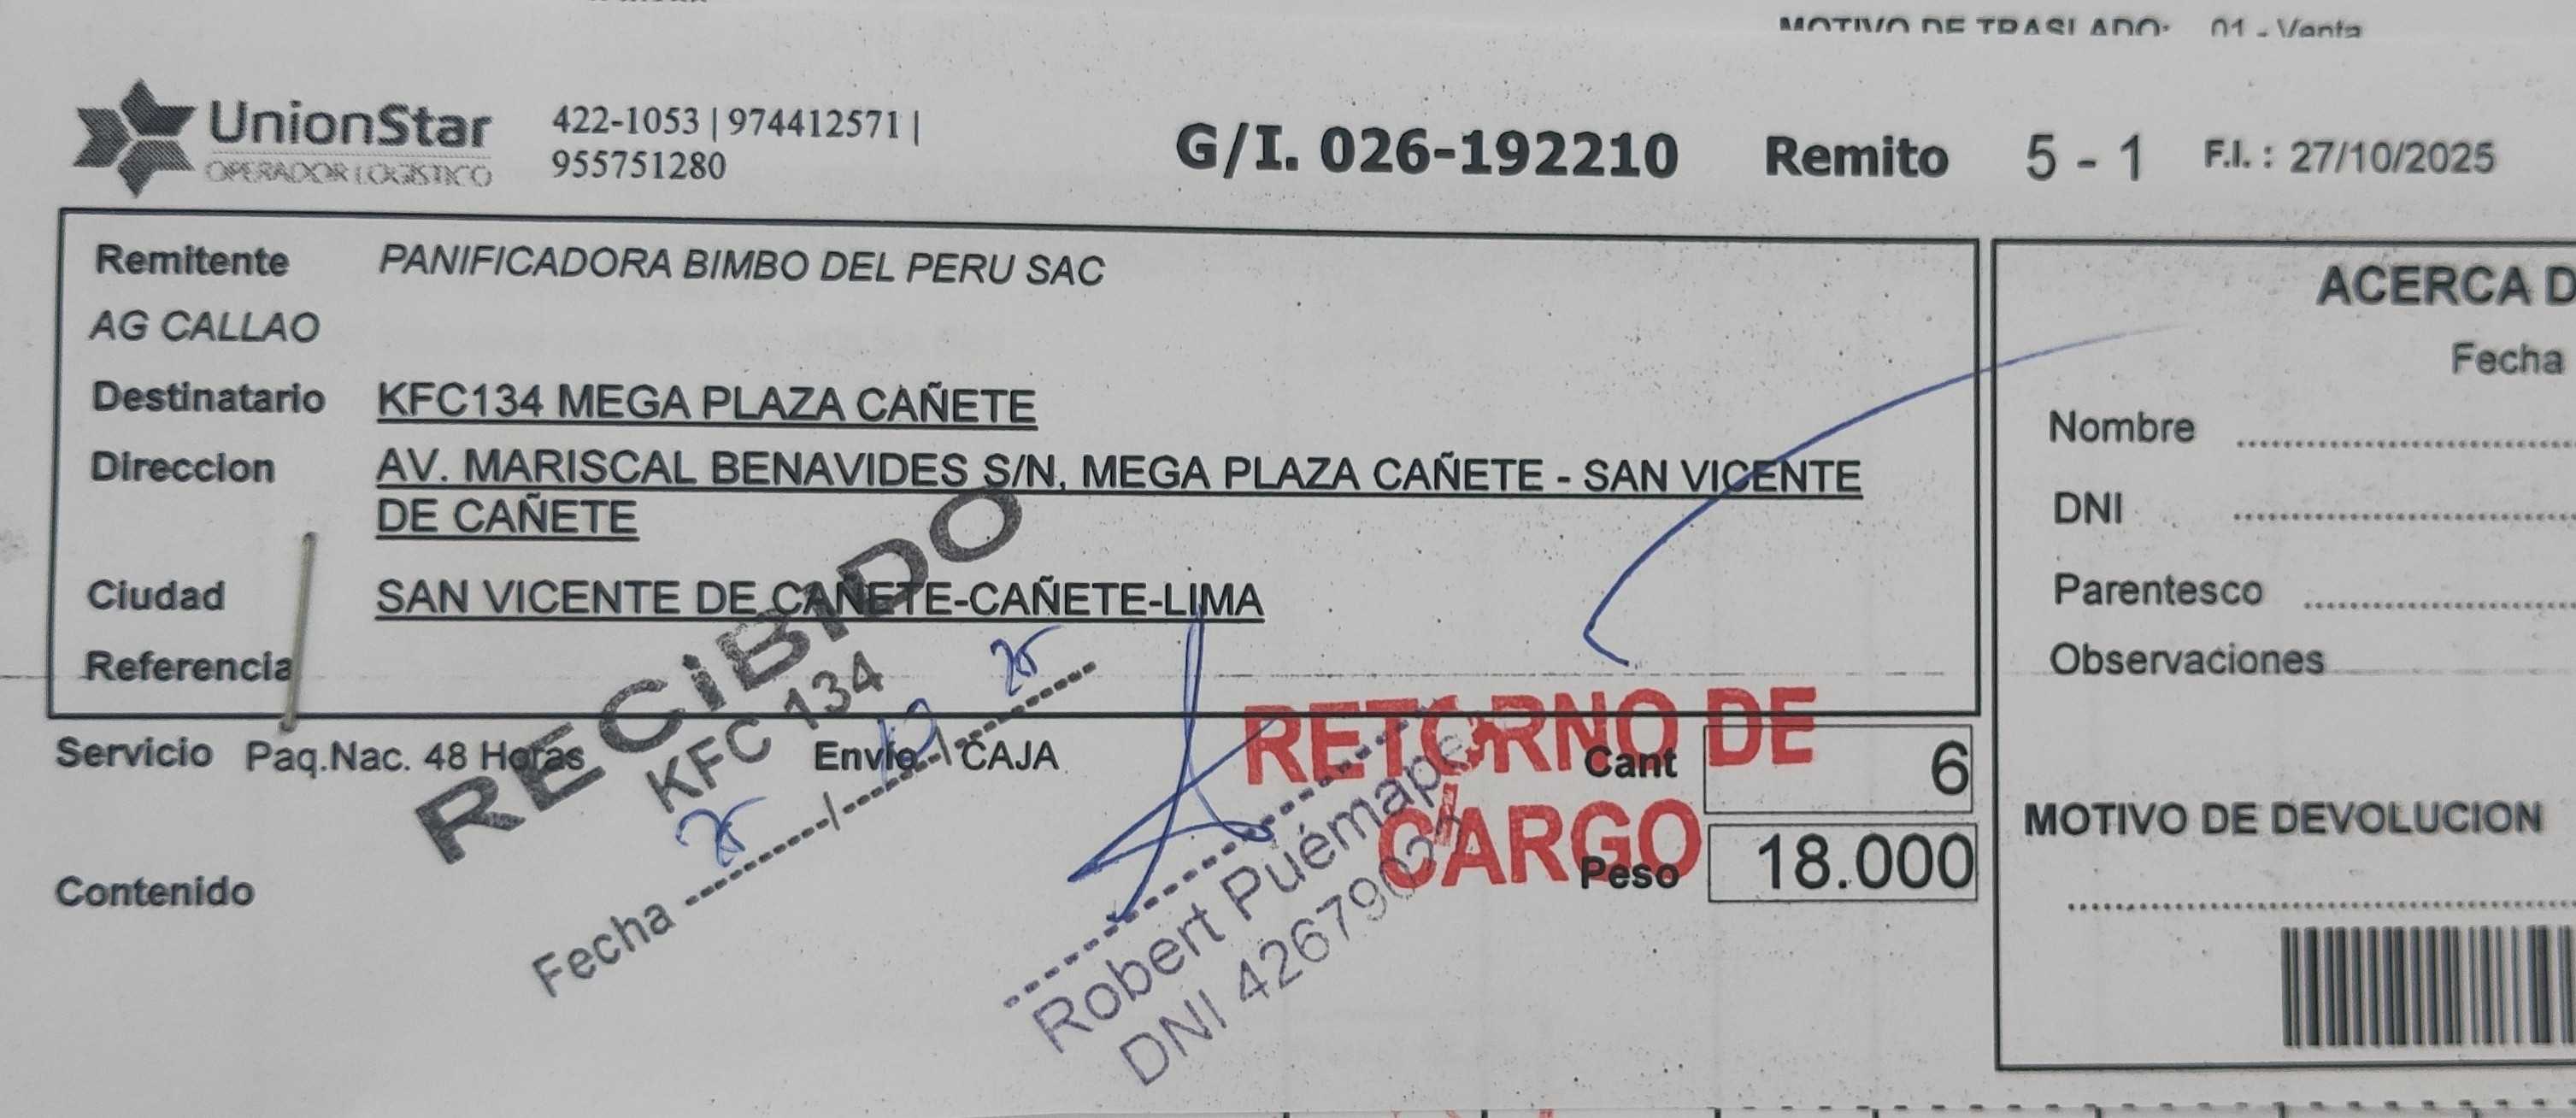 MOTIVO DE TRASLADO: 01 - Venta
UnionStar
OPERADOR LOGISTICO
422-1053 | 974412571 |
955751280
G/I. 026-192210 Remito 5 - 1 F.I. : 27/10/2025
Remitente PANIFICADORA BIMBO DEL PERU SAC
AG CALLAO
Destinatario KFC134 MEGA PLAZA CAÑETE
Direccion AV. MARISCAL BENAVIDES S/N, MEGA PLAZA CAÑETE - SAN VICENTE
DE CAÑETE
Ciudad SAN VICENTE DE CAÑETE-CAÑETE-LIMA
Referencia
Servicio Paq.Nac. 48 Horas Envio CAJA Cant 6
Contenido Peso 18.000
RECIBIDO
KFC 134
Fecha
RETORNO DE
CARGO
Robert Puémape
DNI
ACERCA D
Fecha
Nombre
DNI
Parentesco
Observaciones
MOTIVO DE DEVOLUCION